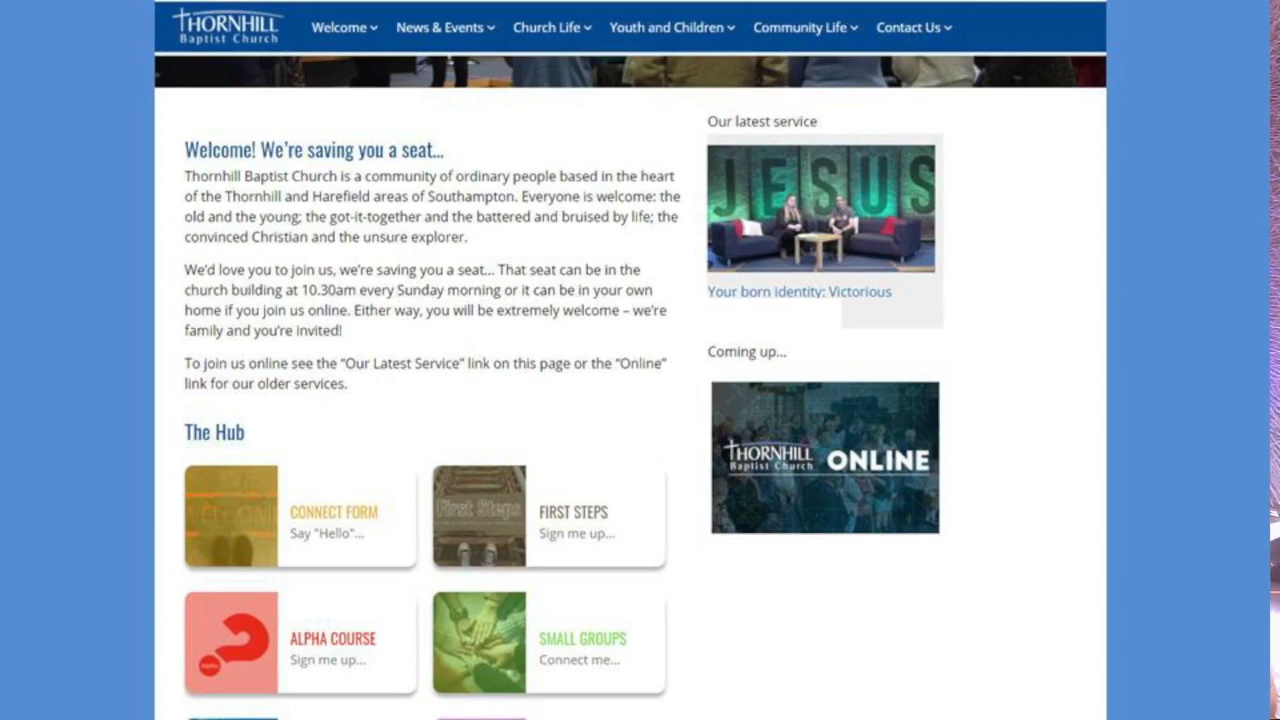 THORNHILL
Baptist Church
Welcome
News & Events
Church Life
Youth and Children
Community Life
Contact Us
Welcome! We're saving you a seat...
Thornhill Baptist Church is a community of ordinary people based in the heart
of the Thornhill and Harefield areas of Southampton. Everyone is welcome: the
old and the young; the got-it-together and the battered and bruised by life; the
convinced Christian and the unsure explorer.
We'd love you to join us, we're saving you a seat... That seat can be in the
church building at 10.30am every Sunday morning or it can be in your own
home if you join us online. Either way, you will be extremely welcome – we're
family and you're invited!
To join us online see the “Our Latest Service” link on this page or the “Online”
link for our older services.
The Hub
CONNECT FORM
Say "Hello"...
First Steps
FIRST STEPS
Sign me up...
Alpha
ALPHA COURSE
Sign me up...
SMALL GROUPS
Connect me...
Our latest service
JESUS
Your born identity: Victorious
Coming up...
THORNHILL
Baptist Church
ONLINE